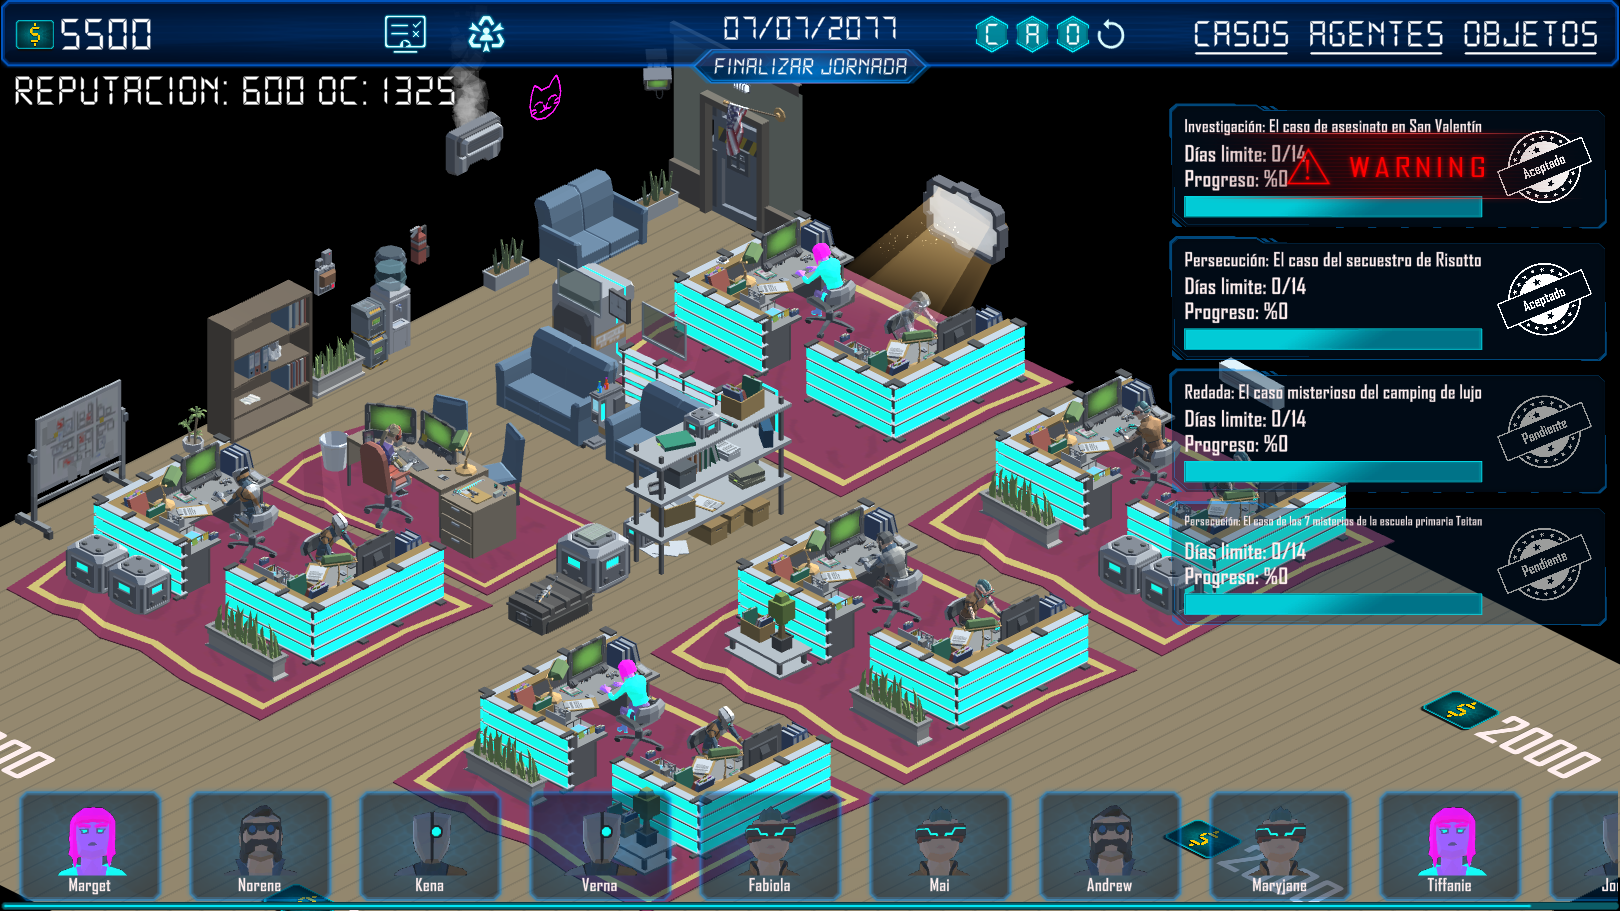 $ 5500
07/07/2077
C A O
CASOS AGENTES OBJETOS
FINALIZAR JORNADA
REPUTACION: 600 OC: 1325
Investigación: El caso de asesinato en San Valentín
Días limite: 0/14
Progreso: %0
WARNING
Aceptado
Persecución: El caso del secuestro de Risotto
Días limite: 0/14
Progreso: %0
Aceptado
Redada: El caso misterioso del camping de lujo
Días limite: 0/14
Progreso: %0
Pendiente
Persecución: El caso de los 7 misterios de la escuela primaria Teitan
Días limite: 0/14
Progreso: %0
Pendiente
$ 2000
$
Marget
Norene
Kena
Verna
Fabiola
Mai
Andrew
Maryjane
Tiffanie